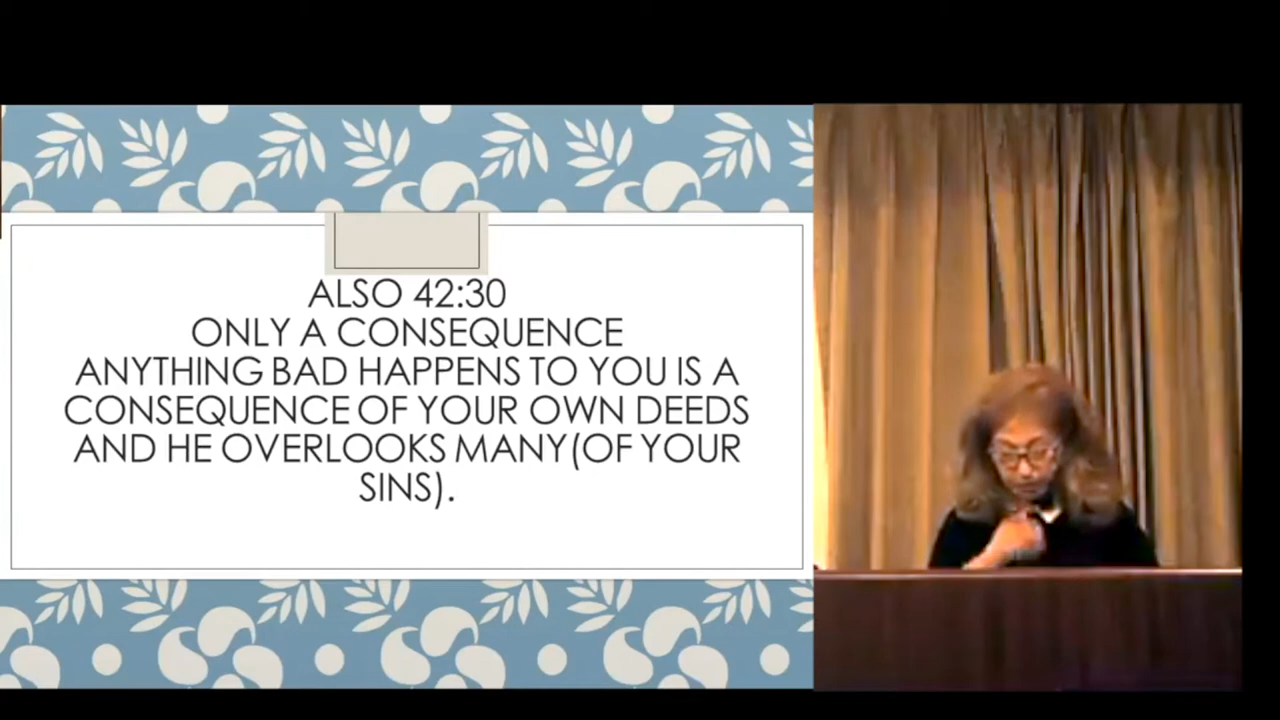 ALSO 42:30
ONLY A CONSEQUENCE
ANYTHING BAD HAPPENS TO YOU IS A
CONSEQUENCE OF YOUR OWN DEEDS
AND HE OVERLOOKS MANY(OF YOUR
SINS).